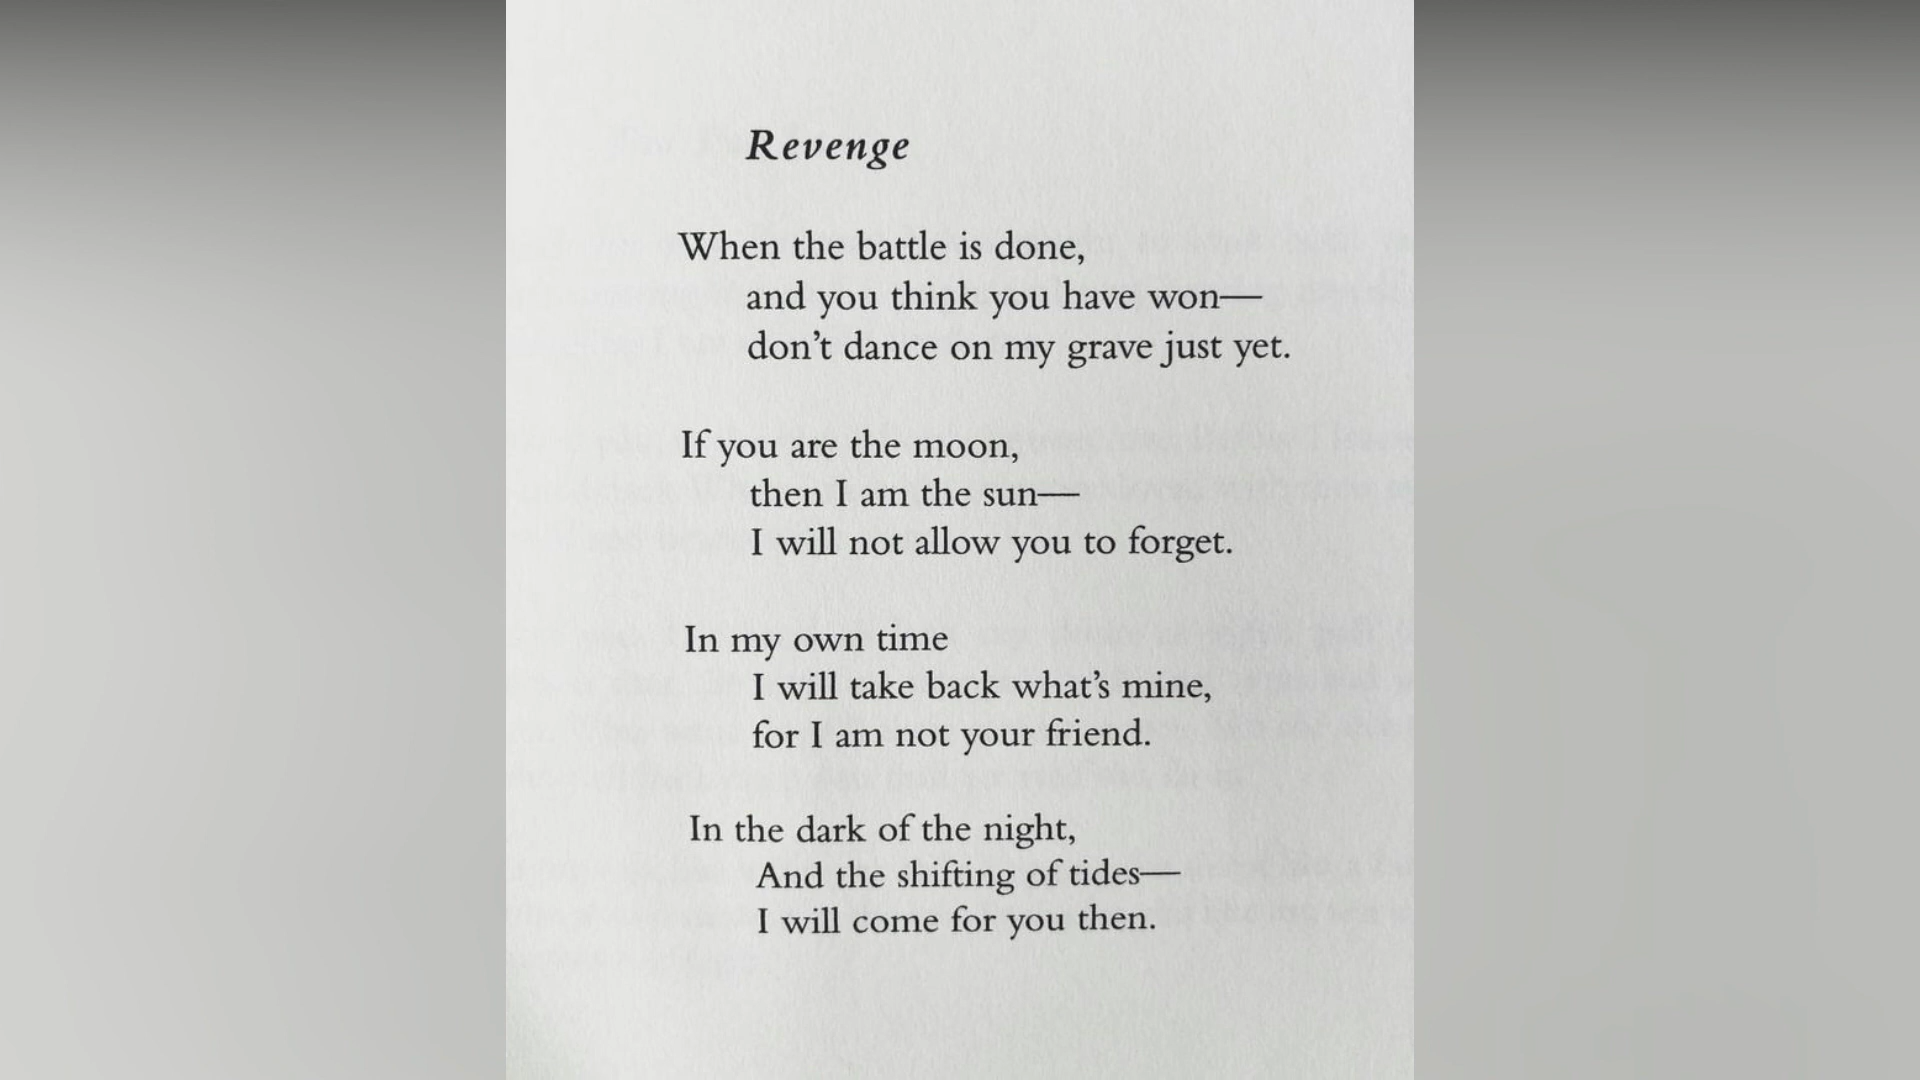 Revenge
When the battle is done,
and you think you have won—
don't dance on my grave just yet.
If you are the moon,
then I am the sun—
I will not allow you to forget.
In my own time
I will take back what's mine,
for I am not your friend.
In the dark of the night,
And the shifting of tides—
I will come for you then.